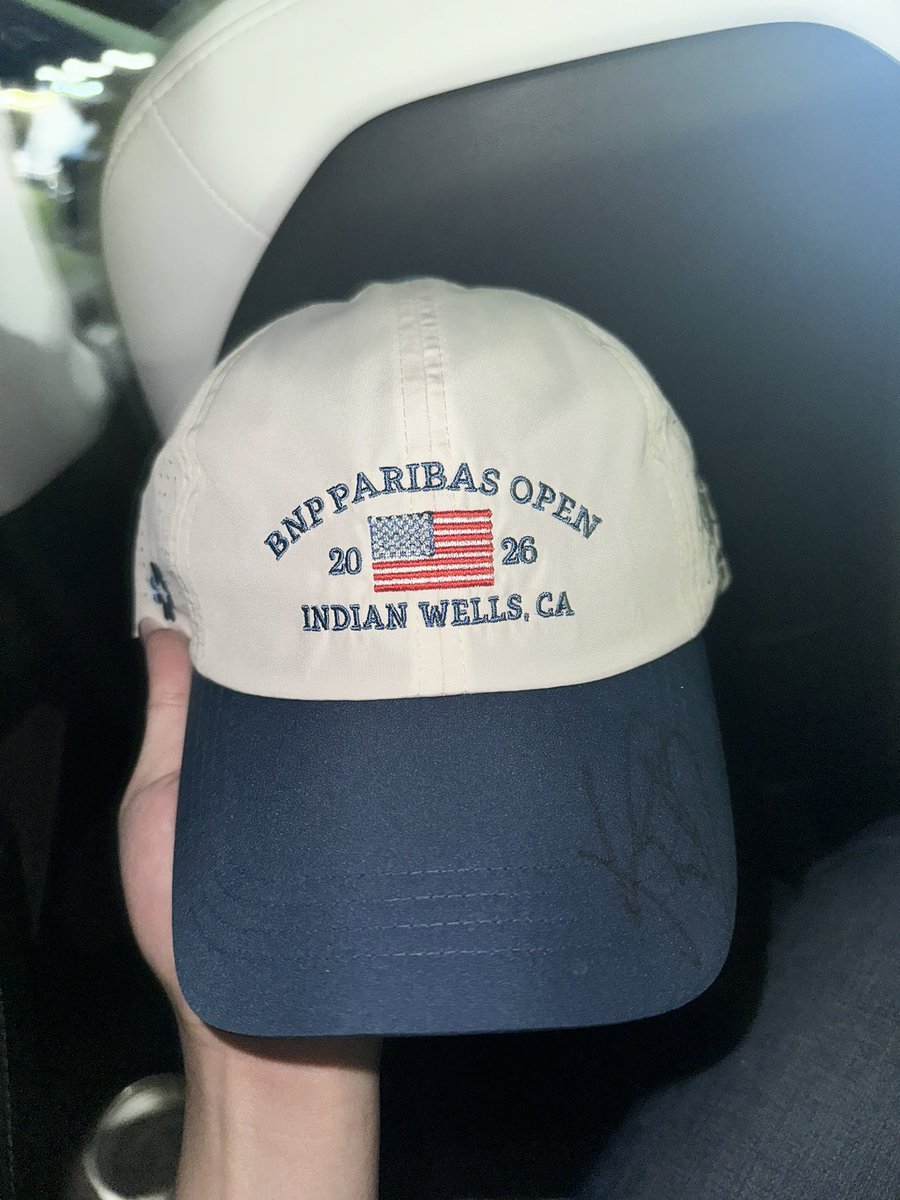 BNP PARIBAS OPEN
20 26
INDIAN WELLS, CA